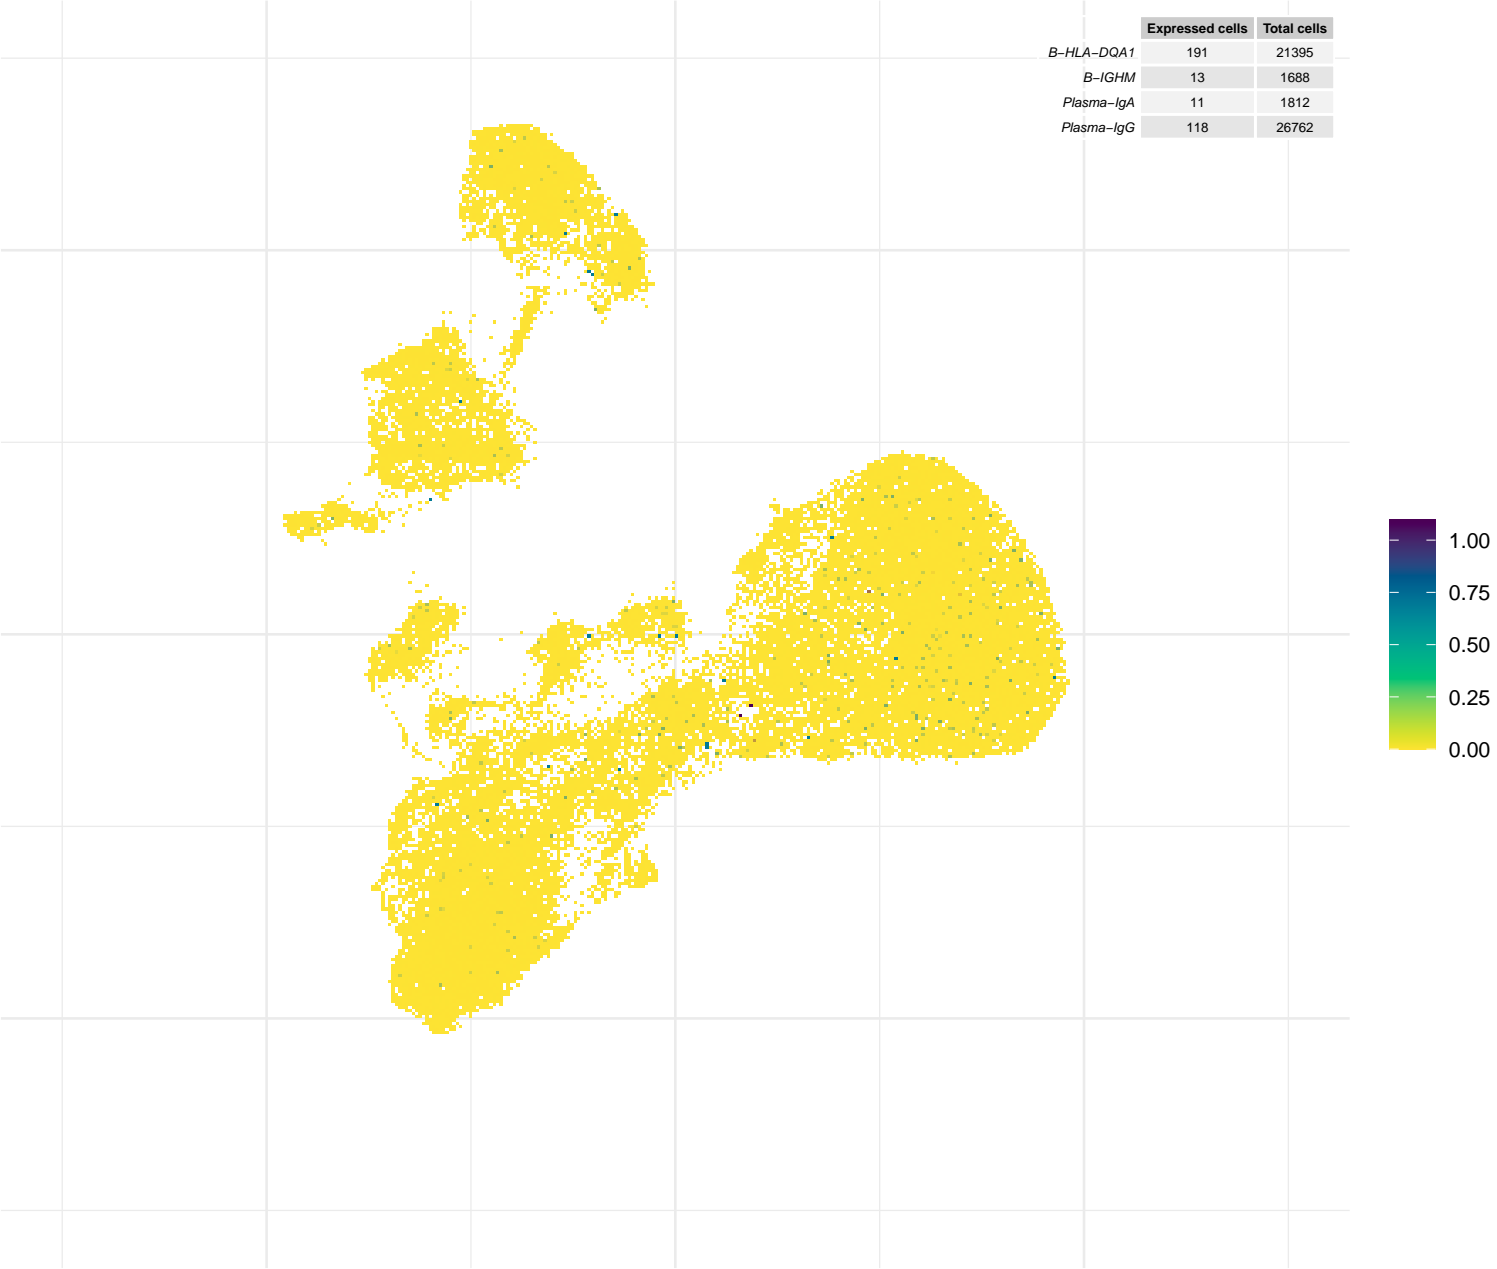 Expressed cells Total cells
B−HLA−DQA1 191 21395
B−IGHM 13 1688
Plasma−IgA 11 1812
Plasma−IgG 118 26762
1.00
0.75
0.50
0.25
0.00